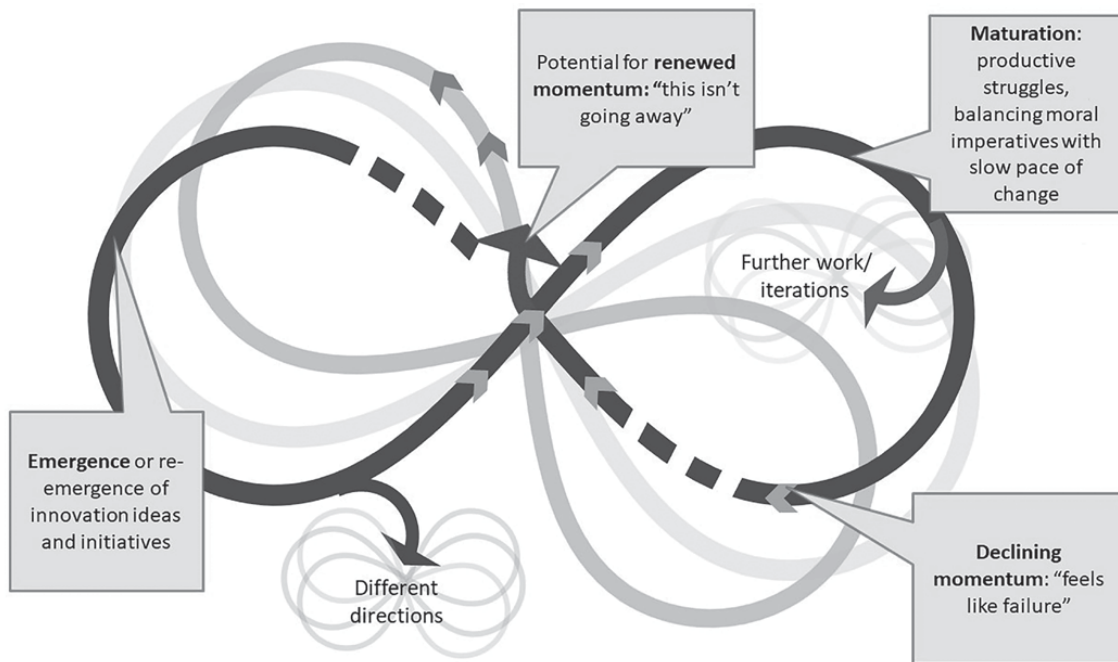 Potential for renewed
momentum: “this isn’t
going away”
Maturation:
productive
struggles,
balancing moral
imperatives with
slow pace of
change
Further work/
iterations
Emergence or re-
emergence of
innovation ideas
and initiatives
Different
directions
Declining
momentum: “feels
like failure”